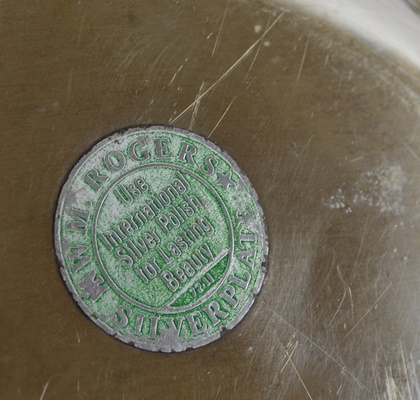 ★ WM. ROGERS ★
SILVERPLATE
Use
International
Silver Polish
for Lasting
Beauty